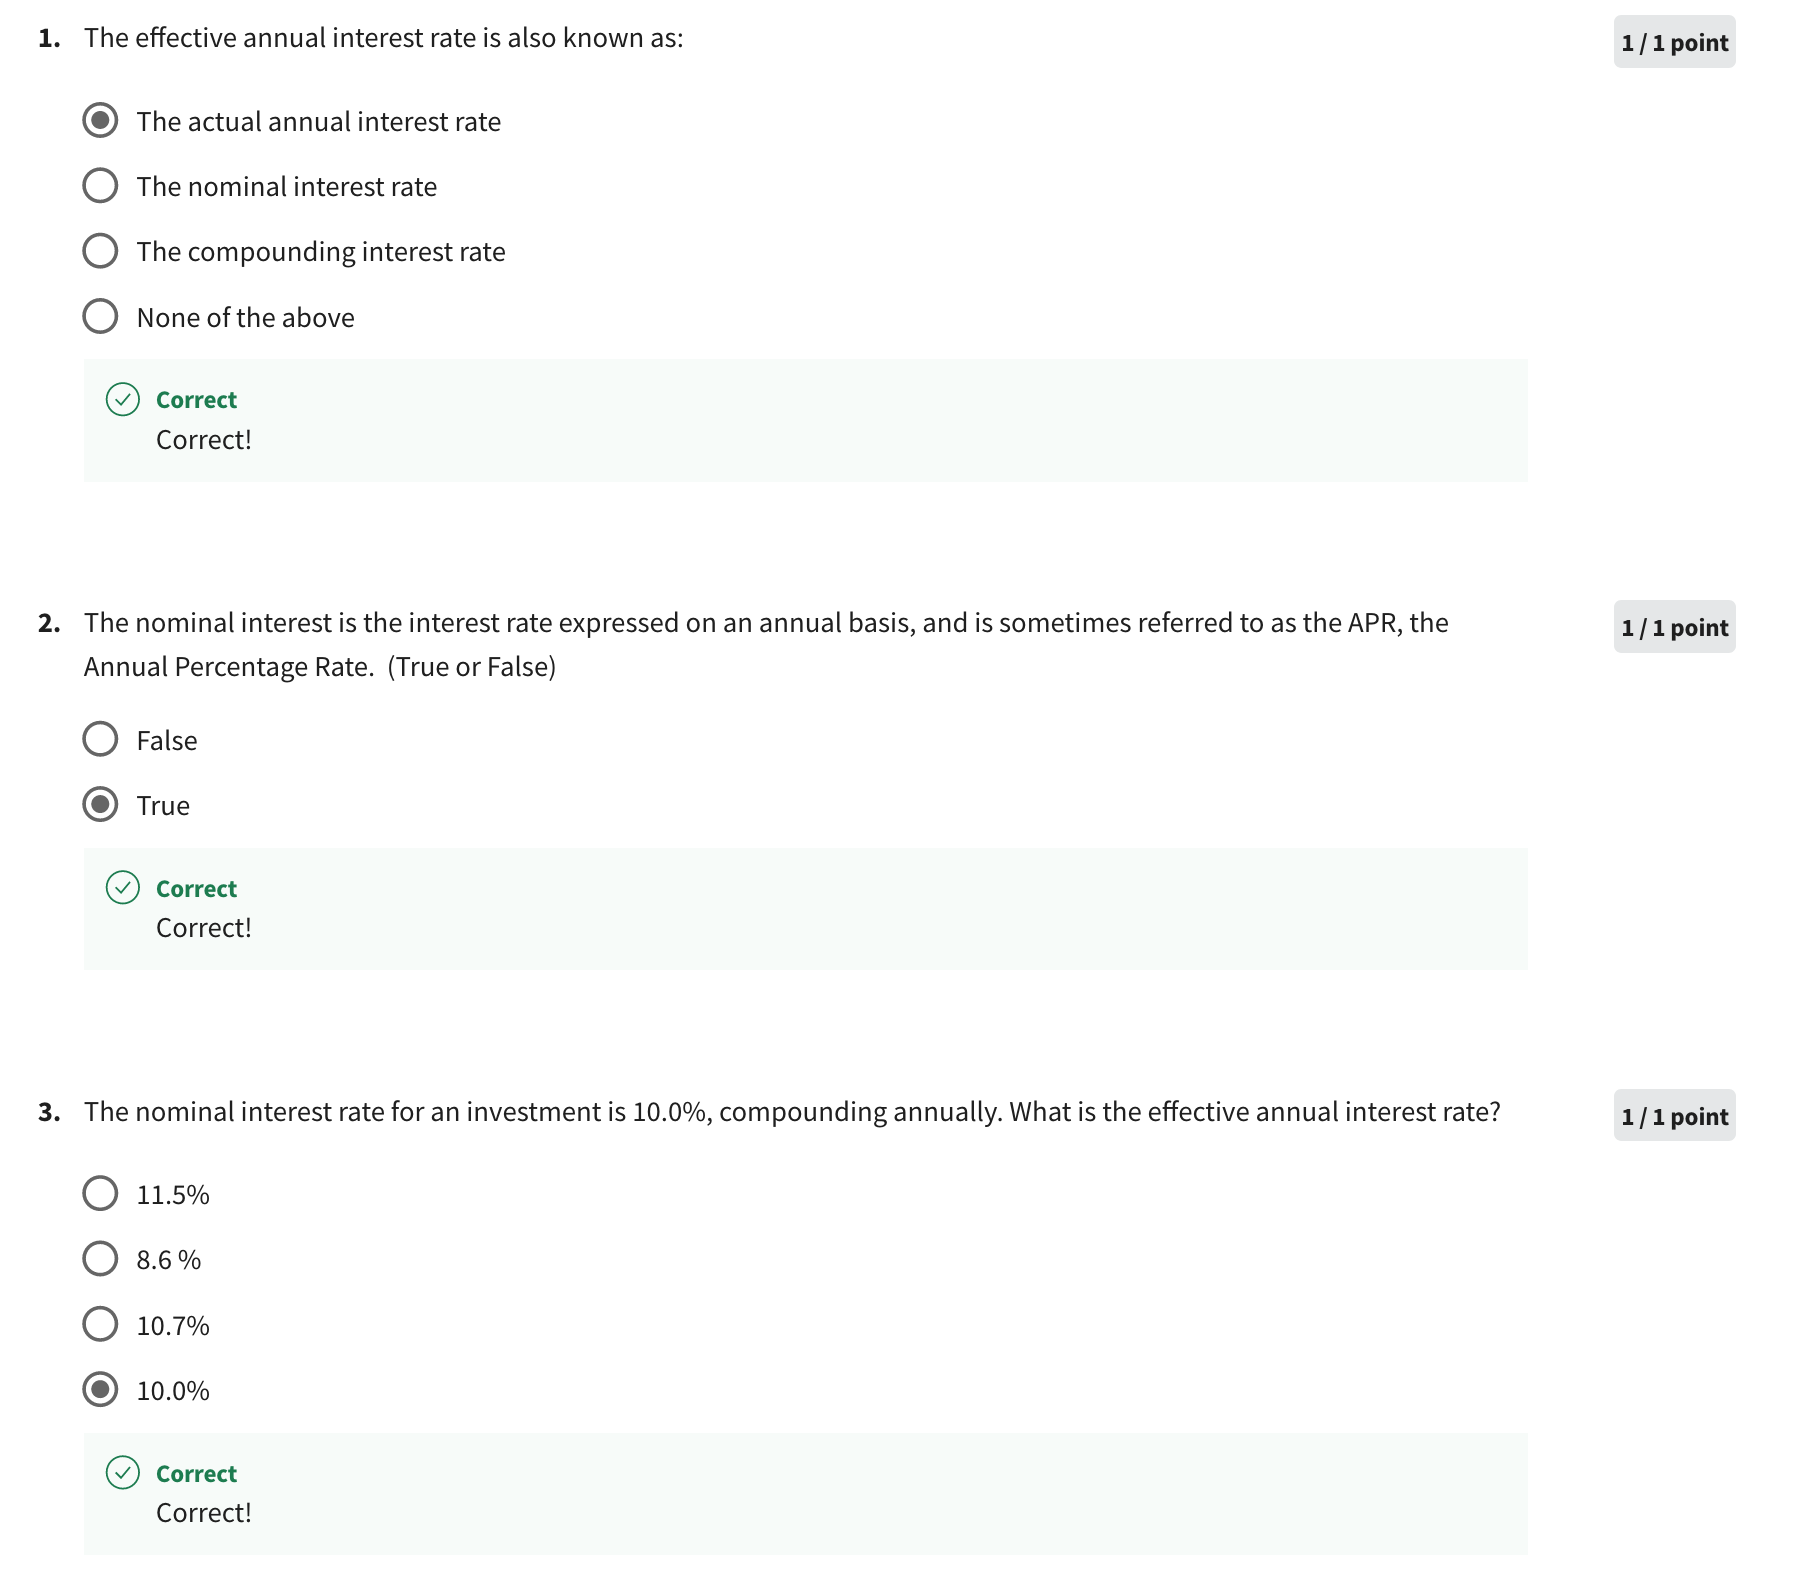 1. The effective annual interest rate is also known as:
1 / 1 point
The actual annual interest rate
The nominal interest rate
The compounding interest rate
None of the above
Correct
Correct!
2. The nominal interest is the interest rate expressed on an annual basis, and is sometimes referred to as the APR, the
1 / 1 point
Annual Percentage Rate.  (True or False)
False
True
Correct
Correct!
3. The nominal interest rate for an investment is 10.0%, compounding annually. What is the effective annual interest rate?
1 / 1 point
11.5%
8.6 %
10.7%
10.0%
Correct
Correct!